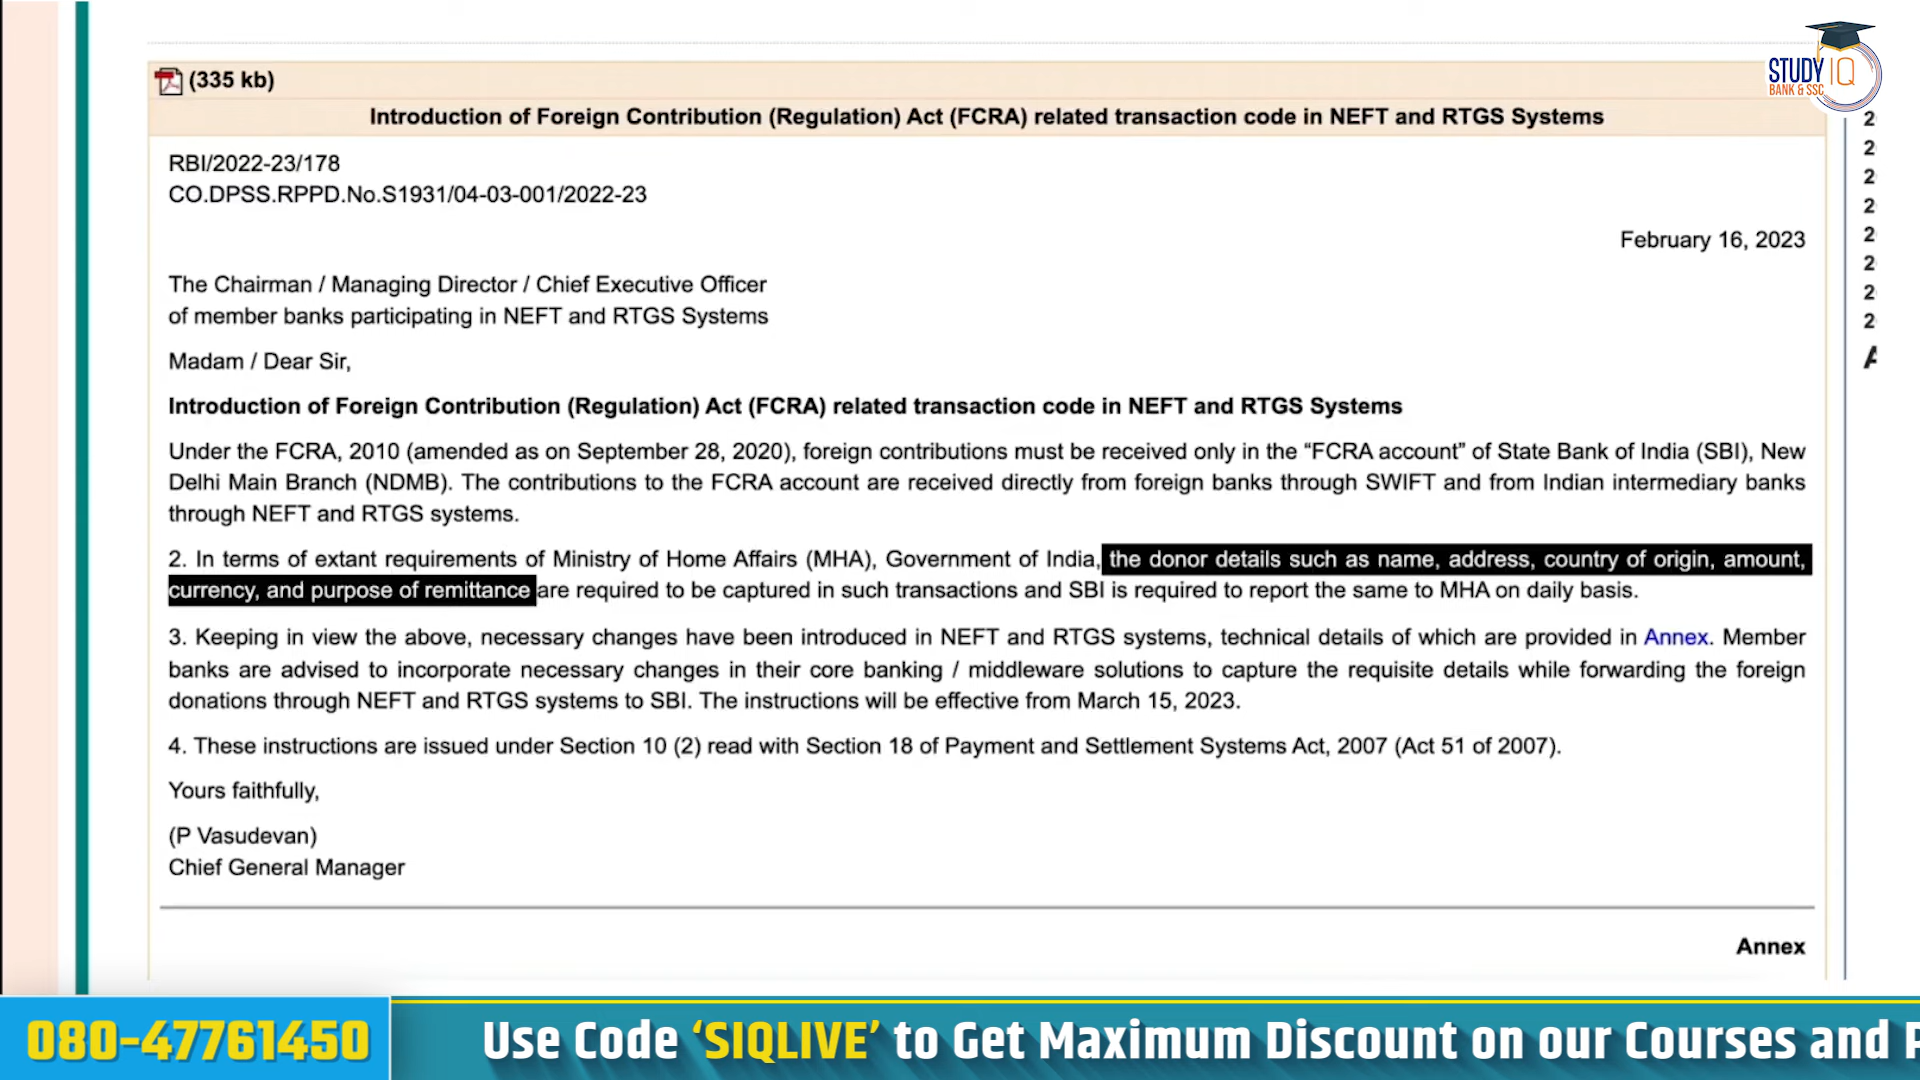 STUDY IQ
BANK & SSC
(335 kb)
Introduction of Foreign Contribution (Regulation) Act (FCRA) related transaction code in NEFT and RTGS Systems
RBI/2022-23/178
CO.DPSS.RPPD.No.S1931/04-03-001/2022-23
February 16, 2023
The Chairman / Managing Director / Chief Executive Officer
of member banks participating in NEFT and RTGS Systems
Madam / Dear Sir,
Introduction of Foreign Contribution (Regulation) Act (FCRA) related transaction code in NEFT and RTGS Systems
Under the FCRA, 2010 (amended as on September 28, 2020), foreign contributions must be received only in the “FCRA account” of State Bank of India (SBI), New
Delhi Main Branch (NDMB). The contributions to the FCRA account are received directly from foreign banks through SWIFT and from Indian intermediary banks
through NEFT and RTGS systems.
2. In terms of extant requirements of Ministry of Home Affairs (MHA), Government of India, the donor details such as name, address, country of origin, amount,
currency, and purpose of remittance are required to be captured in such transactions and SBI is required to report the same to MHA on daily basis.
3. Keeping in view the above, necessary changes have been introduced in NEFT and RTGS systems, technical details of which are provided in Annex. Member
banks are advised to incorporate necessary changes in their core banking / middleware solutions to capture the requisite details while forwarding the foreign
donations through NEFT and RTGS systems to SBI. The instructions will be effective from March 15, 2023.
4. These instructions are issued under Section 10 (2) read with Section 18 of Payment and Settlement Systems Act, 2007 (Act 51 of 2007).
Yours faithfully,
(P Vasudevan)
Chief General Manager
Annex
2
2
2
2
2
2
2
2
A
080-47761450
Use Code ‘SIQLIVE’ to Get Maximum Discount on our Courses and